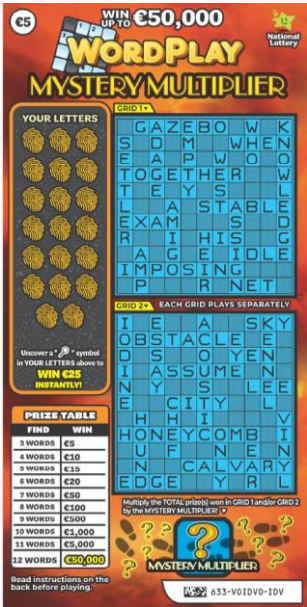 €5
WIN UP TO €50,000
National Lottery
WORDPLAY
MYSTERY MULTIPLIER
YOUR LETTERS
GRID 1
GAZEBO W K
S D M WHEN
E A P W O O
TOGETHER W
T E Y S L
L A STABLE
EXAM S S D
R I HIS G
A G E IDLE
IMPOSING
P R NET
Uncover a " " symbol
in YOUR LETTERS above to
WIN €25
INSTANTLY!
GRID 2 EACH GRID PLAYS SEPARATELY
I E A SKY
OBSTACLE E
D S O YEN
I ASSUME N
N Y S LEE
E CITY L
H H I V
HONEYCOMB I
U F N E N
N CALVARY
EDGE Y R L
PRIZE TABLE
FIND WIN
3 WORDS €5
4 WORDS €10
5 WORDS €15
6 WORDS €20
7 WORDS €50
8 WORDS €100
9 WORDS €500
10 WORDS €1,000
11 WORDS €5,000
12 WORDS €50,000
Read instructions on the
back before playing.
Multiply the TOTAL prize(s) won in GRID 1 and/or GRID 2
by the MYSTERY MULTIPLIER!
MYSTERY MULTIPLIER
633-VOIDVO-IDV